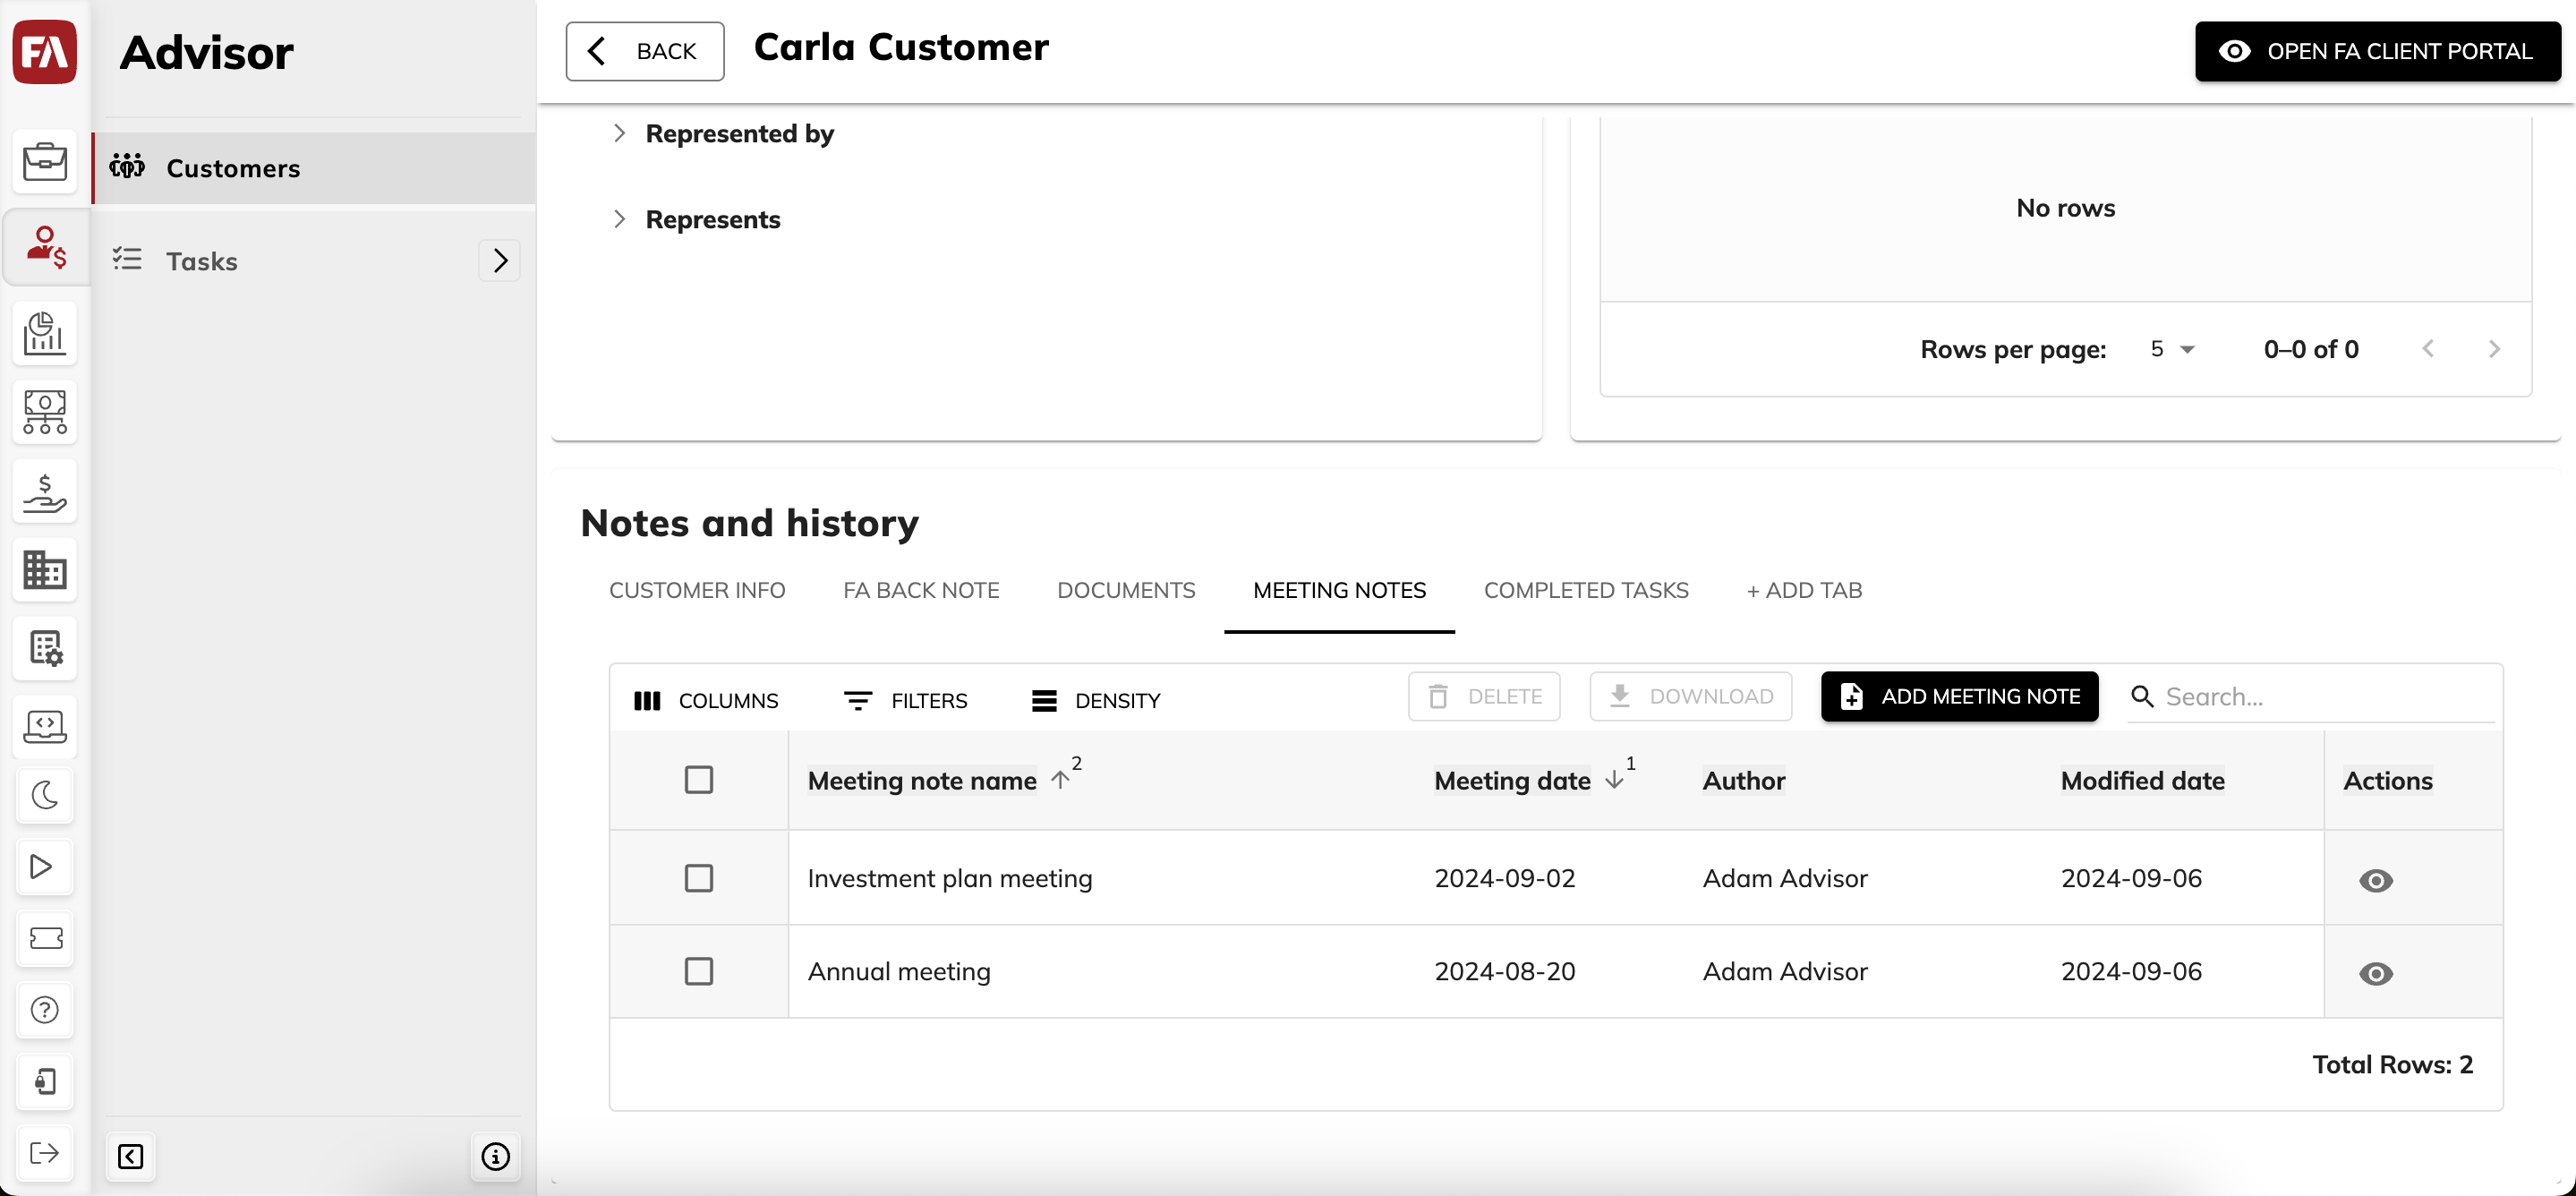 FA
Advisor
Customers
Tasks
BACK
Carla Customer
OPEN FA CLIENT PORTAL
Represented by
Represents
No rows
Rows per page: 5 0–0 of 0
Notes and history
CUSTOMER INFO FA BACK NOTE DOCUMENTS MEETING NOTES COMPLETED TASKS + ADD TAB
COLUMNS FILTERS DENSITY DELETE DOWNLOAD ADD MEETING NOTE Search...
Meeting note name 2 Meeting date 1 Author Modified date Actions
Investment plan meeting 2024-09-02 Adam Advisor 2024-09-06
Annual meeting 2024-08-20 Adam Advisor 2024-09-06
Total Rows: 2